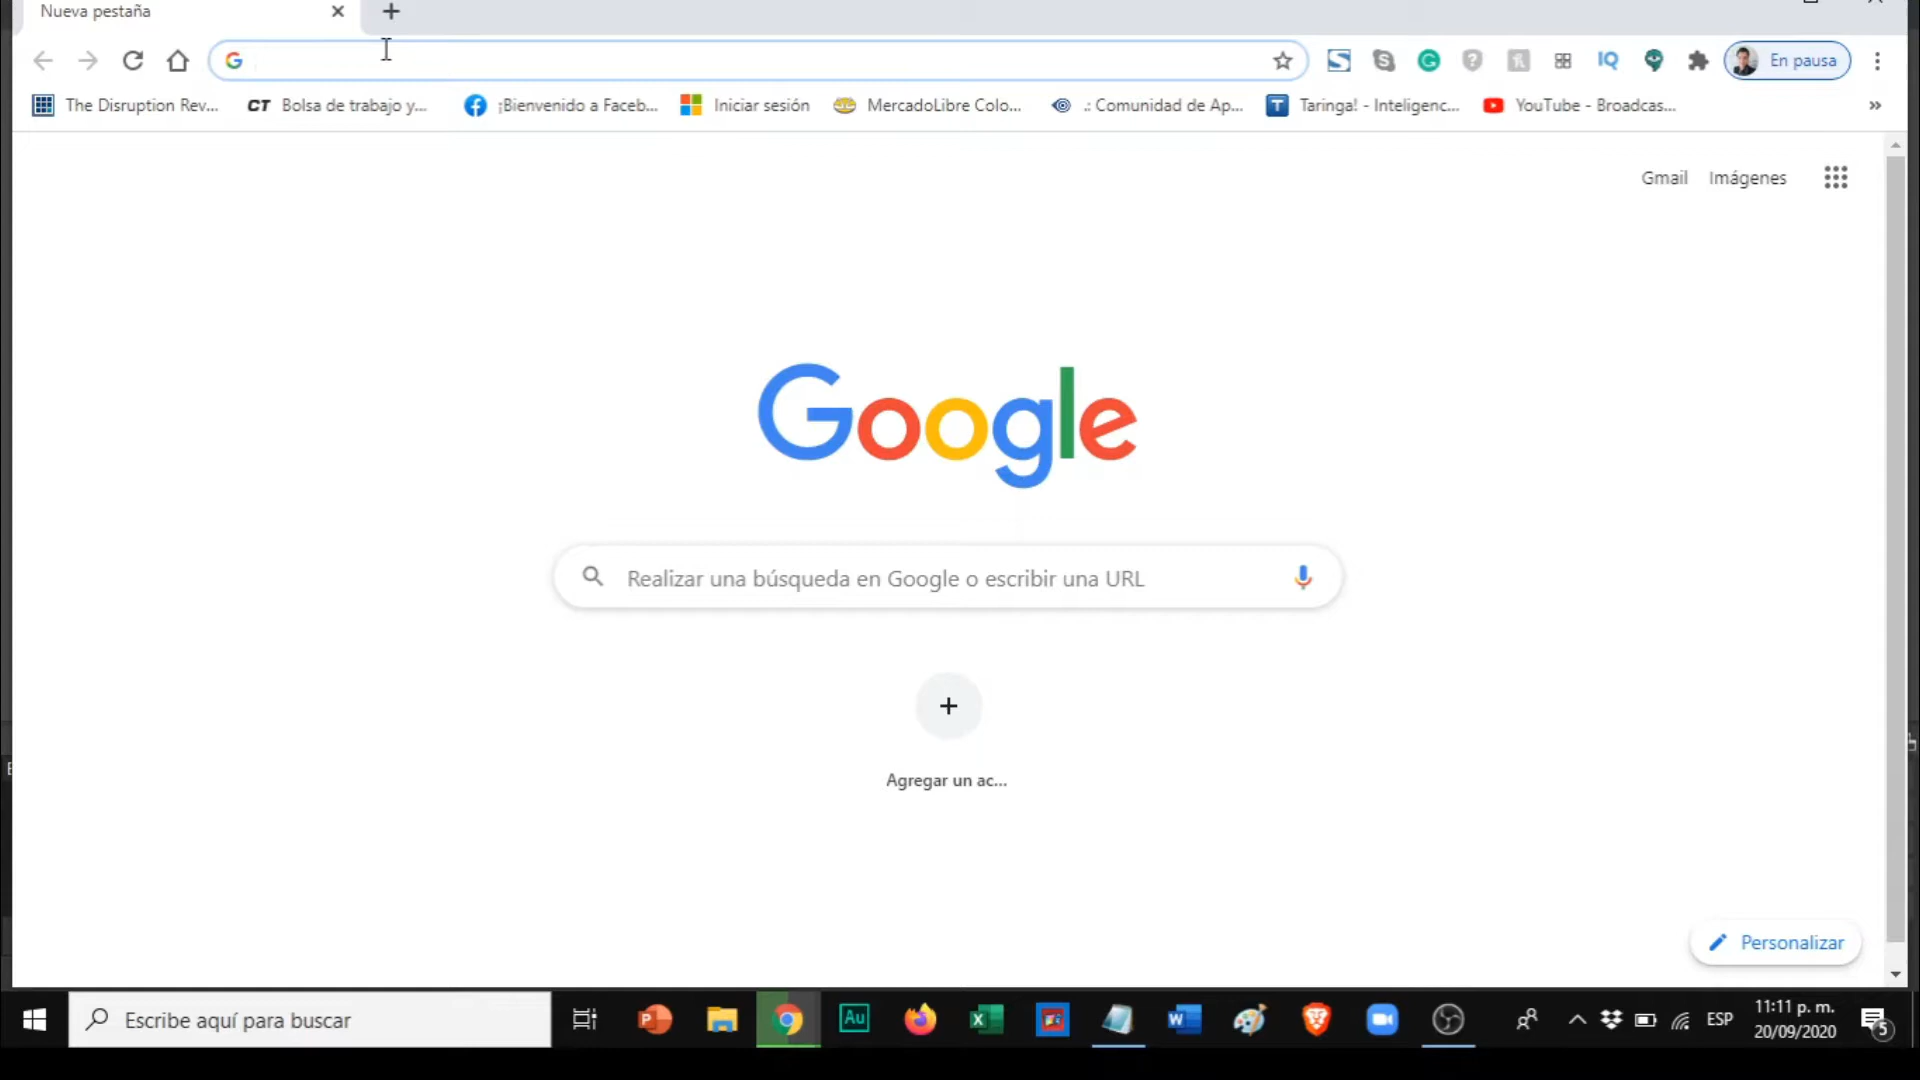 Nueva pestaña
En pausa
The Disruption Rev... CT Bolsa de trabajo y... ¡Bienvenido a Faceb... Iniciar sesión MercadoLibre Colo... .: Comunidad de Ap... T Taringa! - Inteligenc... YouTube - Broadcas... »
Gmail Imágenes
Google
Realizar una búsqueda en Google o escribir una URL
Agregar un ac...
Personalizar
Escribe aquí para buscar
ESP
11:11 p. m.
20/09/2020
5